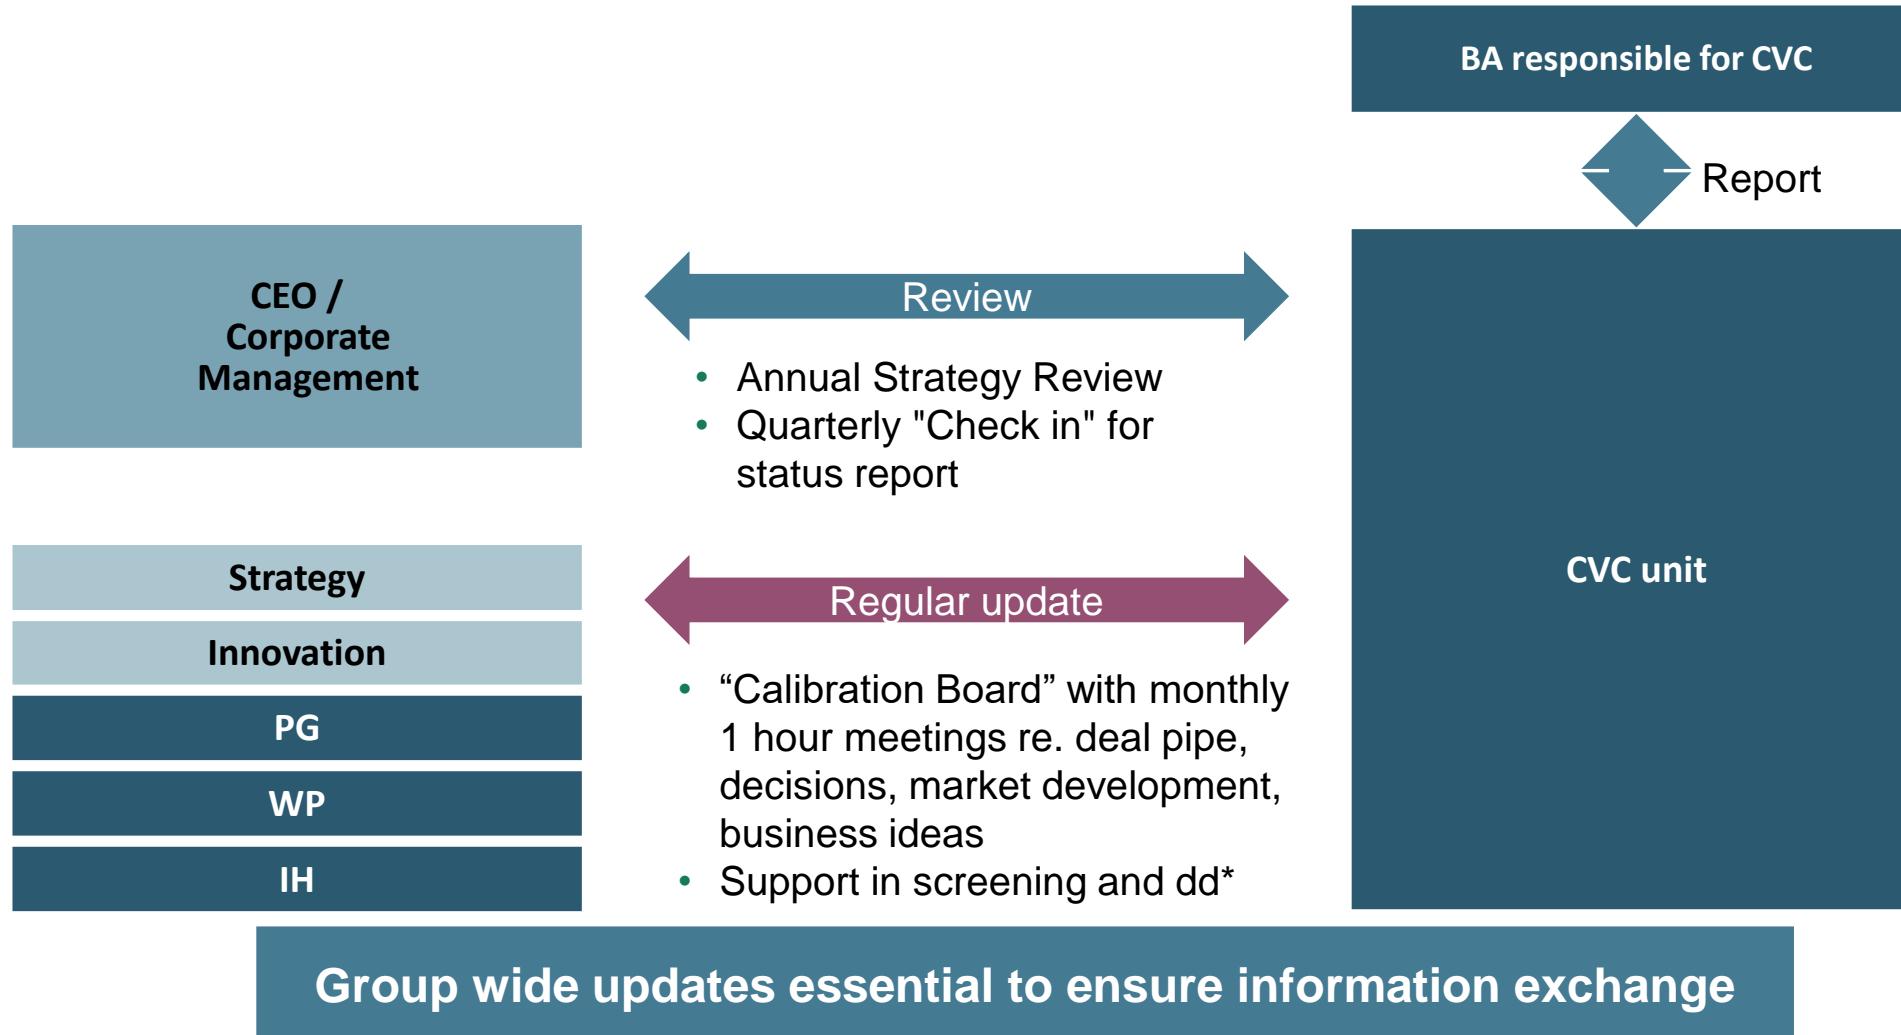 BA responsible for CVC
Report
CEO /
Corporate
Management
Review
• Annual Strategy Review
• Quarterly "Check in" for
status report
Strategy
Innovation
PG
WP
IH
Regular update
• “Calibration Board” with monthly
1 hour meetings re. deal pipe,
decisions, market development,
business ideas
• Support in screening and dd*
CVC unit
Group wide updates essential to ensure information exchange